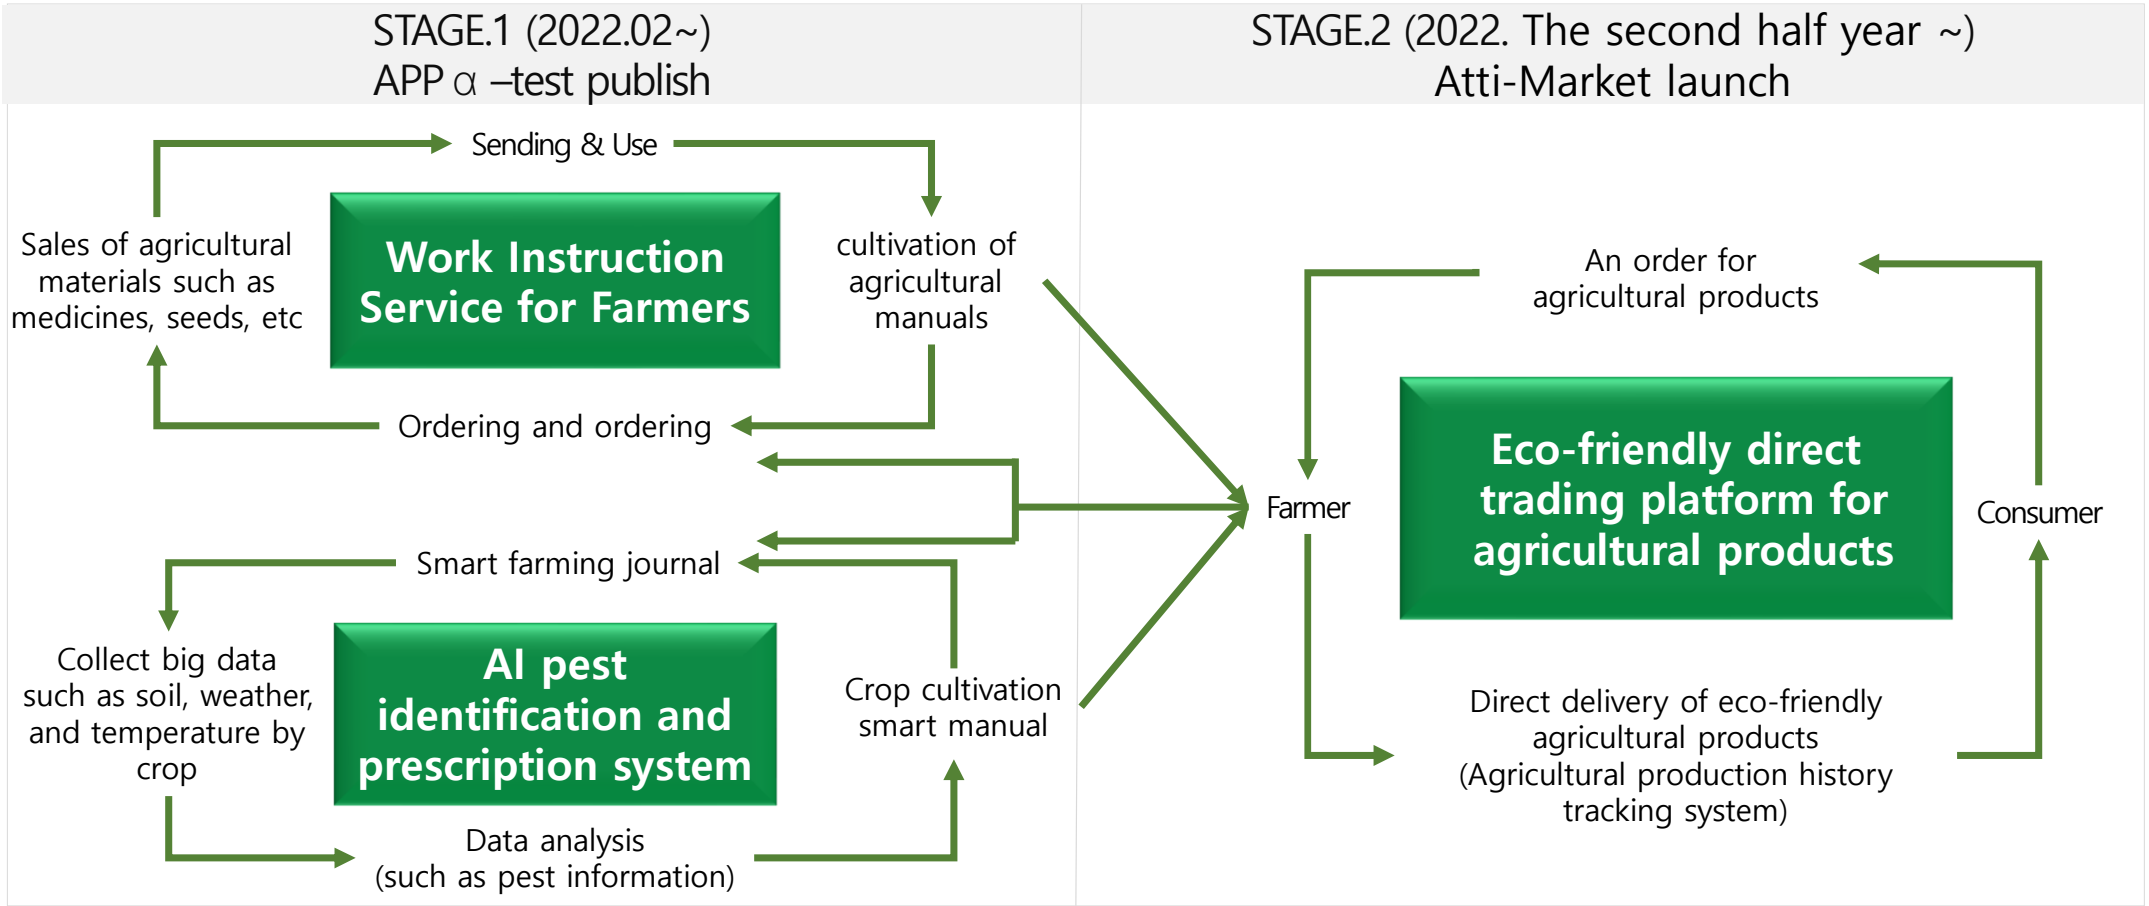 STAGE.1 (2022.02~)
APP α –test publish
STAGE.2 (2022. The second half year ~)
Atti-Market launch
Sending & Use
Sales of agricultural
materials such as
medicines, seeds, etc
Work Instruction
Service for Farmers
cultivation of
agricultural
manuals
Ordering and ordering
Smart farming journal
Collect big data
such as soil, weather,
and temperature by
crop
AI pest
identification and
prescription system
Crop cultivation
smart manual
Data analysis
(such as pest information)
An order for
agricultural products
Farmer
Eco-friendly direct
trading platform for
agricultural products
Consumer
Direct delivery of eco-friendly
agricultural products
(Agricultural production history
tracking system)